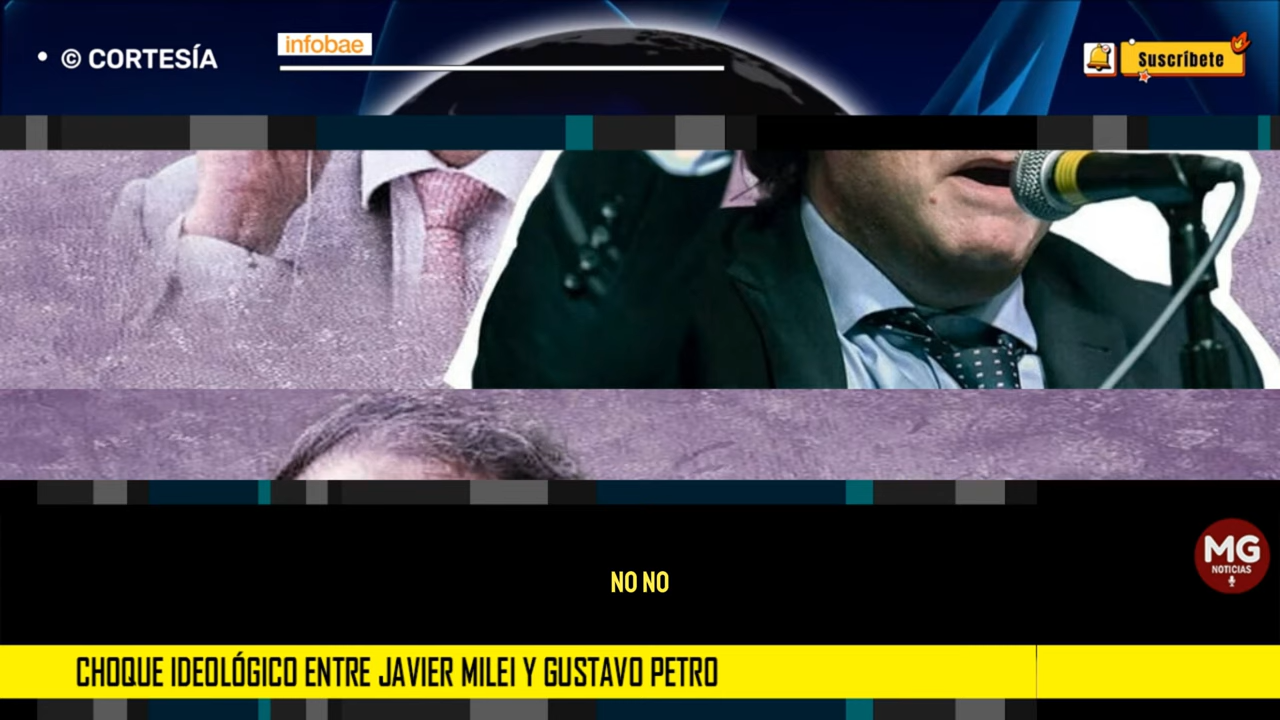 © CORTESÍA
infobae
Suscríbete
NO NO
MG
NOTICIAS
CHOQUE IDEOLÓGICO ENTRE JAVIER MILEI Y GUSTAVO PETRO